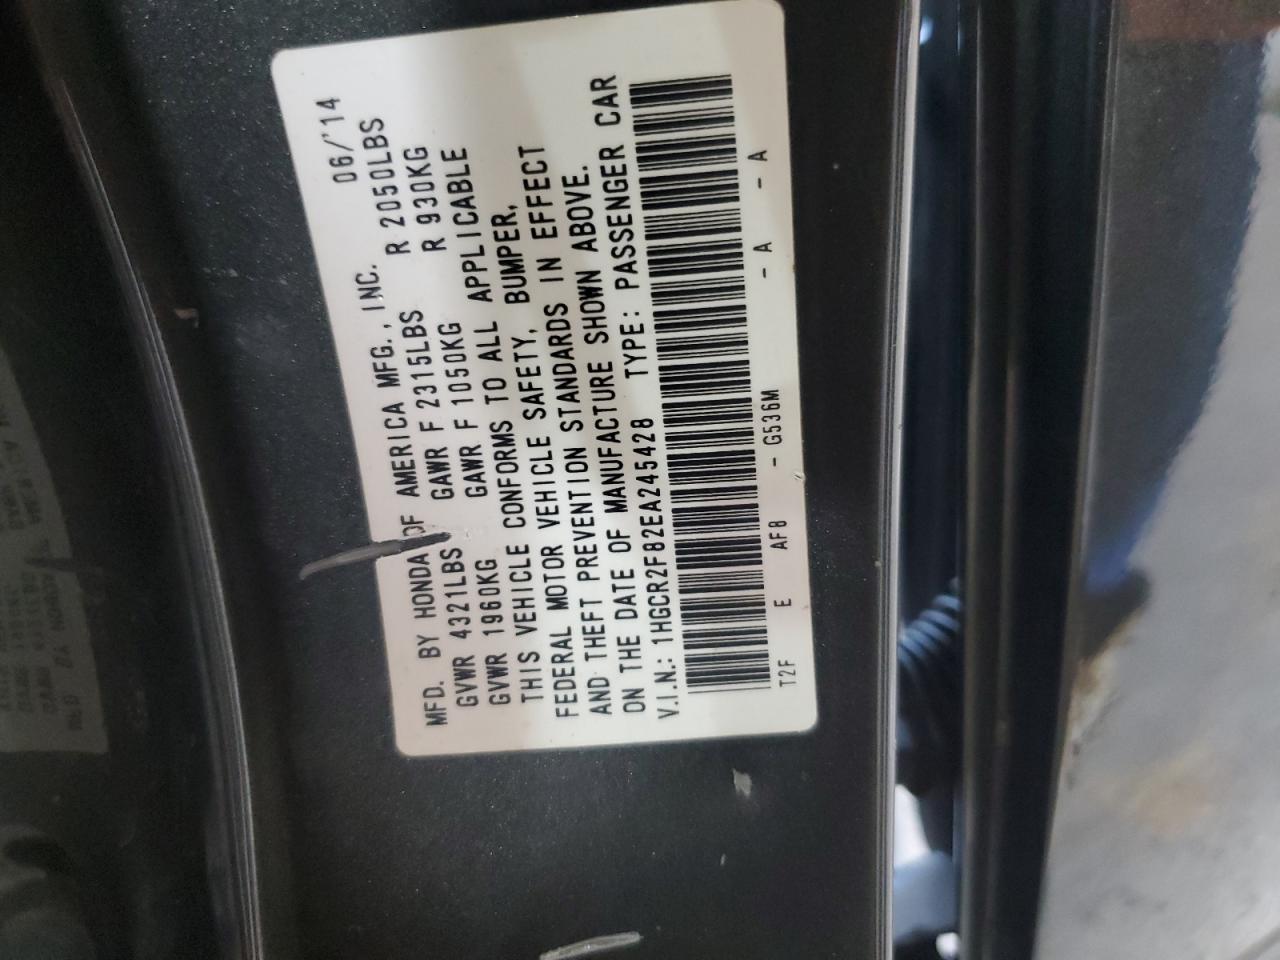 06/'14
MFD. BY HONDA OF AMERICA MFG., INC.
GVWR 4321LBS GAWR F 2315LBS R 2050LBS
GVWR 1960KG GAWR F 1050KG R 930KG
THIS VEHICLE CONFORMS TO ALL APPLICABLE
FEDERAL MOTOR VEHICLE SAFETY, BUMPER,
AND THEFT PREVENTION STANDARDS IN EFFECT
ON THE DATE OF MANUFACTURE SHOWN ABOVE.
V.I.N.: 1HGCR2F82EA245428 TYPE: PASSENGER CAR
T2F E AF8 - G536M - A - A